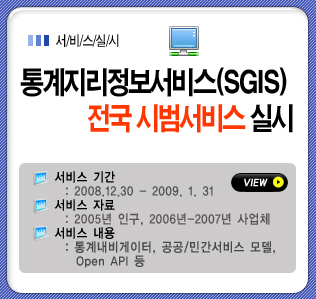 서/비/스/실/시
통계지리정보서비스(SGIS)
전국 시범서비스 실시
서비스 기간
: 2008.12.30 - 2009. 1. 31
VIEW
서비스 자료
: 2005년 인구, 2006년-2007년 사업체
서비스 내용
: 통계내비게이터, 공공/민간서비스 모델,
Open API 등